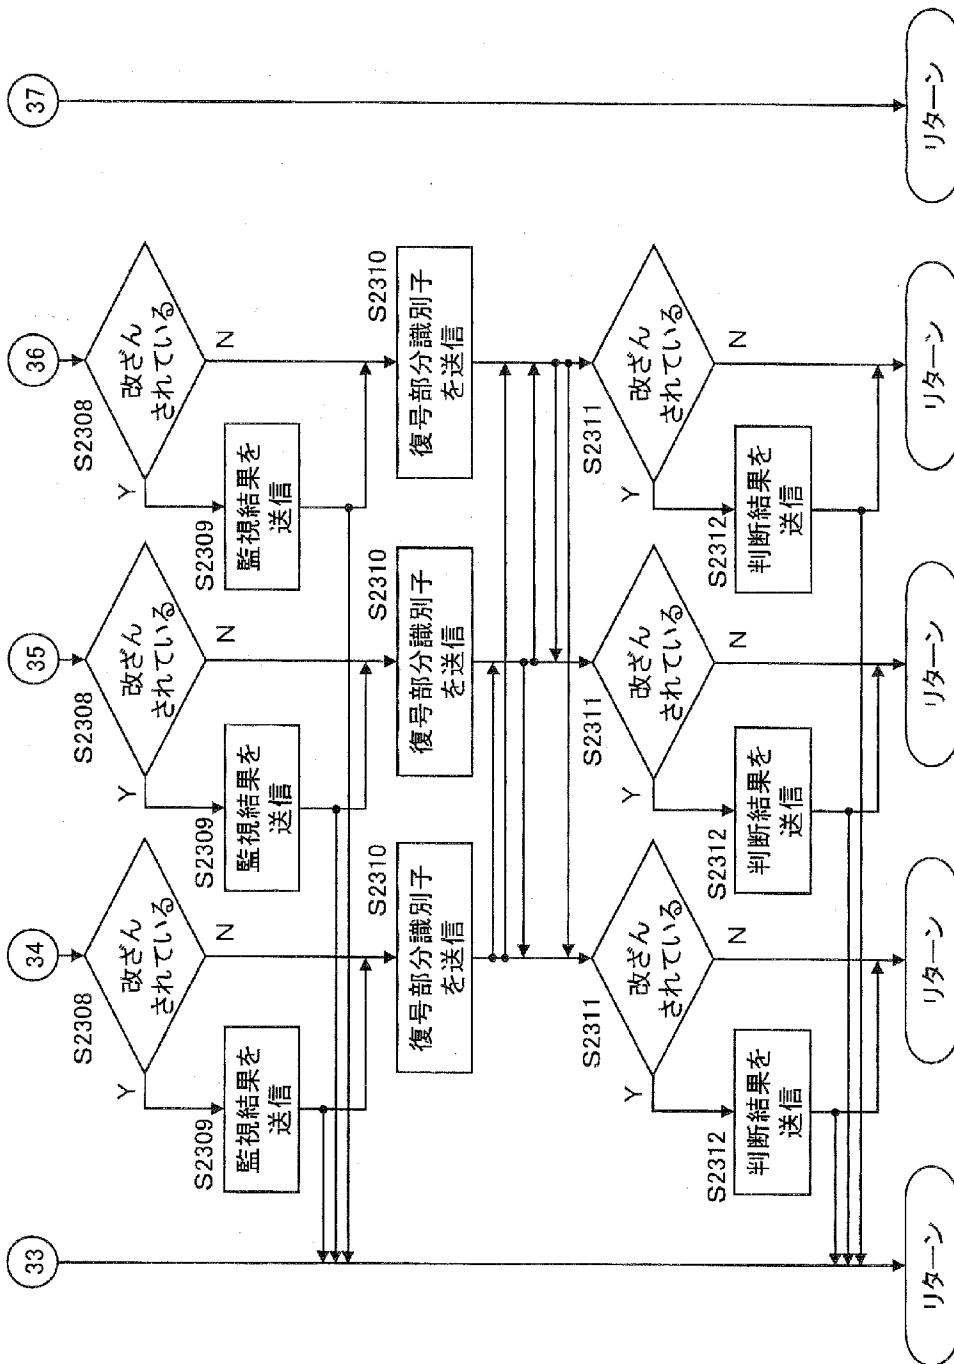 33
34
35
36
37
S2308
改ざん
されている
Y
N
S2309
監視結果を
送信
S2308
改ざん
されている
Y
N
S2309
監視結果を
送信
S2308
改ざん
されている
Y
N
S2309
監視結果を
送信
S2310
復号部分識別子
を送信
S2310
復号部分識別子
を送信
S2310
復号部分識別子
を送信
S2311
改ざん
されている
Y
N
S2312
判断結果を
送信
S2311
改ざん
されている
Y
N
S2312
判断結果を
送信
S2311
改ざん
されている
Y
N
S2312
判断結果を
送信
リターン
リターン
リターン
リターン
リターン